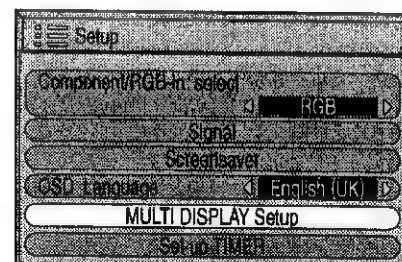 Setup
Component/RGB-in select
RGB
Signal
Screensaver
OSD Language
English (UK)
MULTI DISPLAY Setup
Set up TIMER